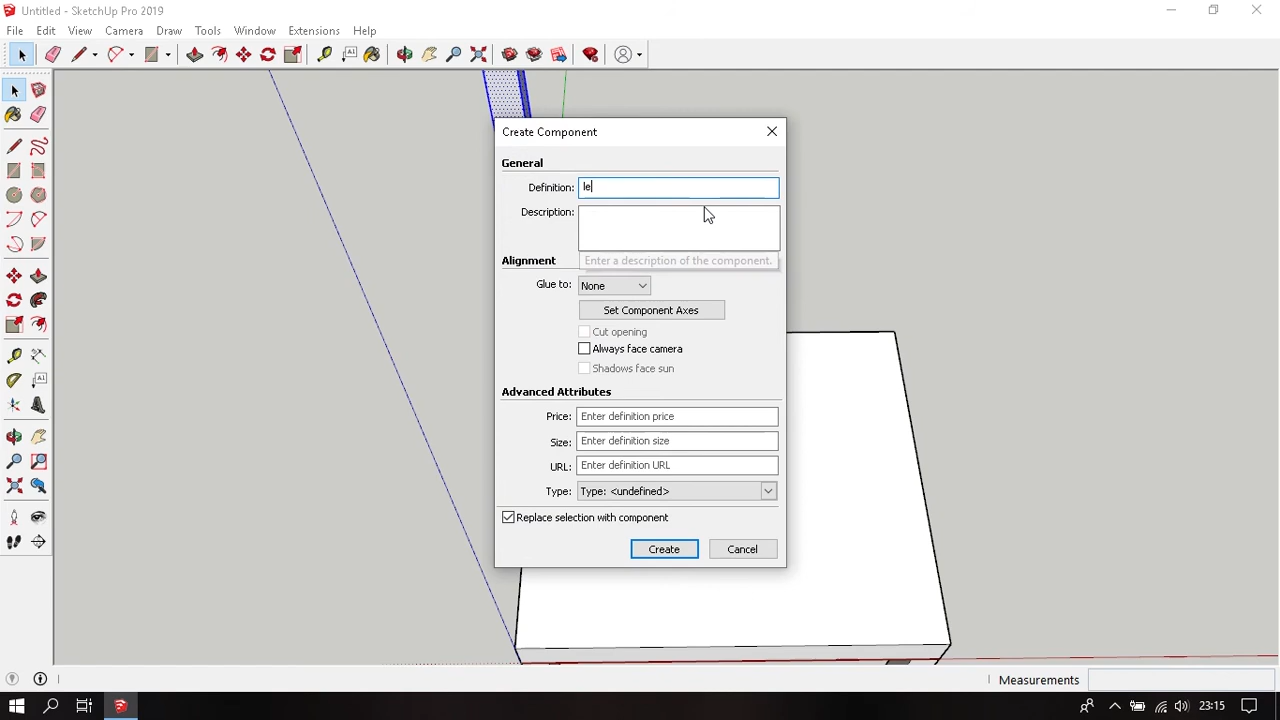 Untitled - SketchUp Pro 2019
File Edit View Camera Draw Tools Window Extensions Help
Create Component
General
Definition: le
Description:
Enter a description of the component.
Alignment
Glue to: None
Set Component Axes
Cut opening
Always face camera
Shadows face sun
Advanced Attributes
Price: Enter definition price
Size: Enter definition size
URL: Enter definition URL
Type: Type: <undefined>
Replace selection with component
Create Cancel
Measurements
23:15